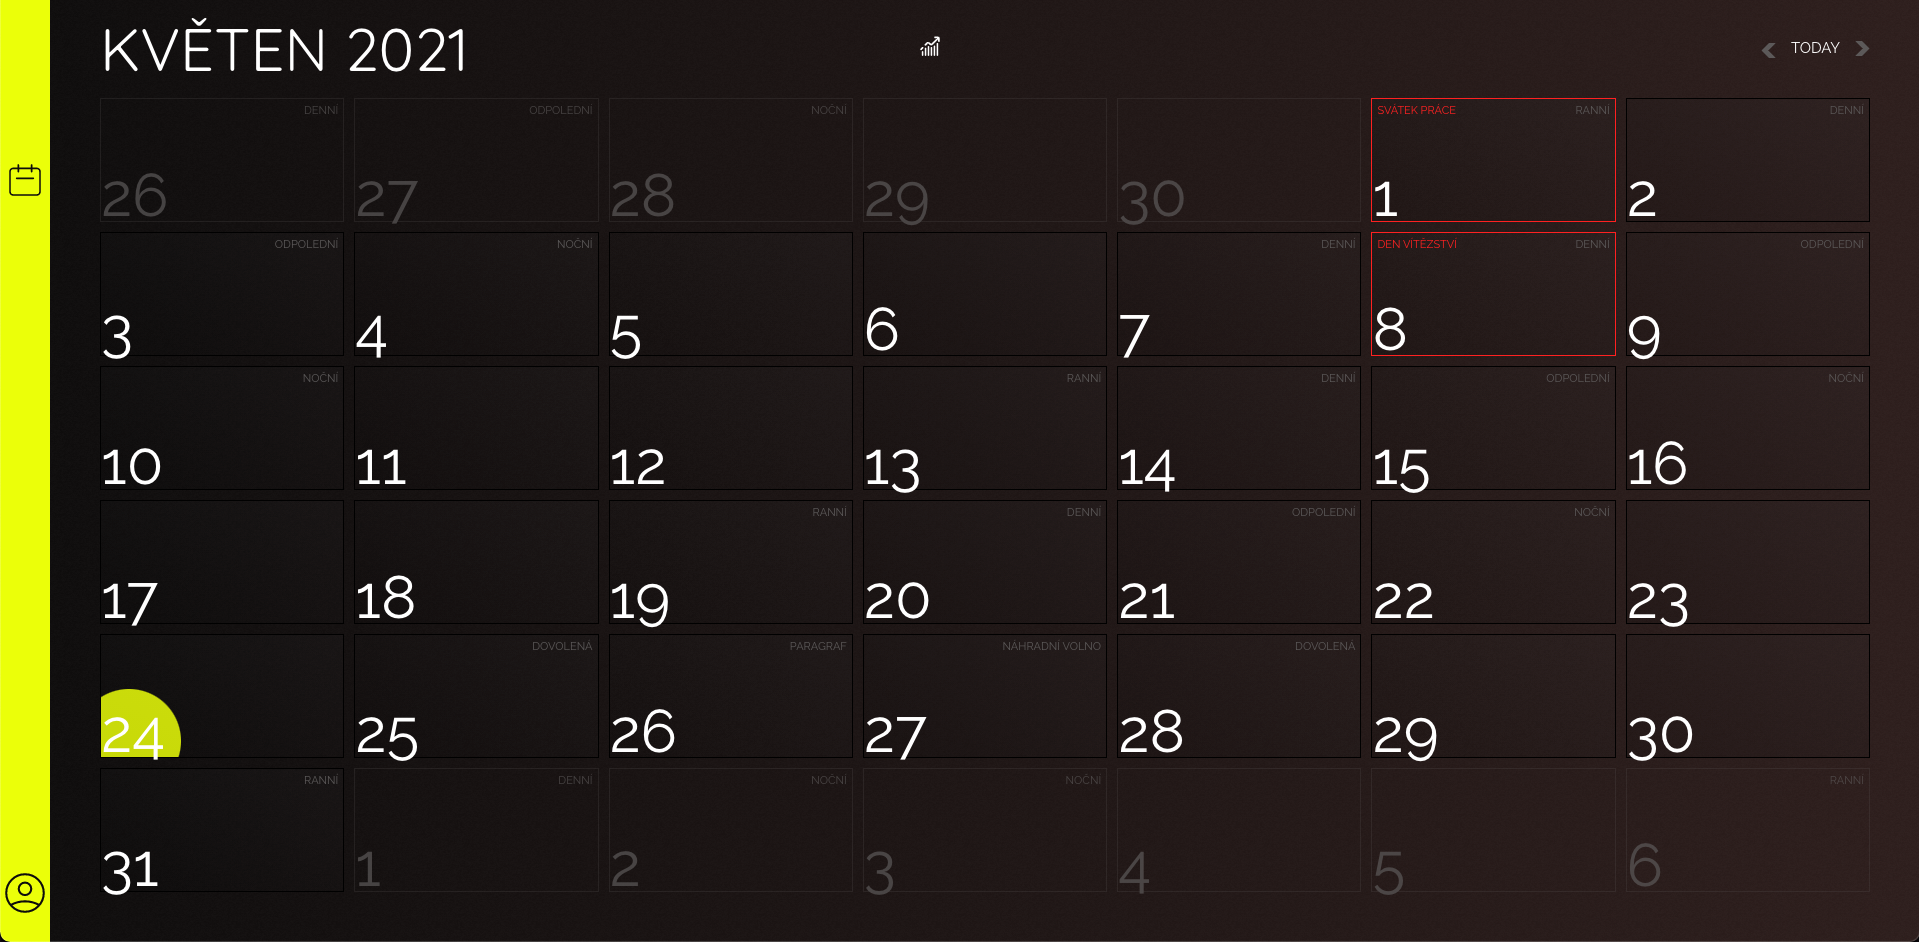 KVĚTEN 2021
TODAY
DENNÍ ODPOLEDNÍ NOČNÍ SVÁTEK PRÁCE RANNÍ DENNÍ
26 27 28 29 30 1 2
ODPOLEDNÍ NOČNÍ DENNÍ DEN VÍTĚZSTVÍ DENNÍ ODPOLEDNÍ
3 4 5 6 7 8 9
NOČNÍ RANNÍ DENNÍ ODPOLEDNÍ NOČNÍ
10 11 12 13 14 15 16
RANNÍ DENNÍ ODPOLEDNÍ NOČNÍ
17 18 19 20 21 22 23
DOVOLENÁ PARAGRAF NÁHRADNÍ VOLNO DOVOLENÁ
24 25 26 27 28 29 30
RANNÍ DENNÍ NOČNÍ NOČNÍ RANNÍ
31 1 2 3 4 5 6